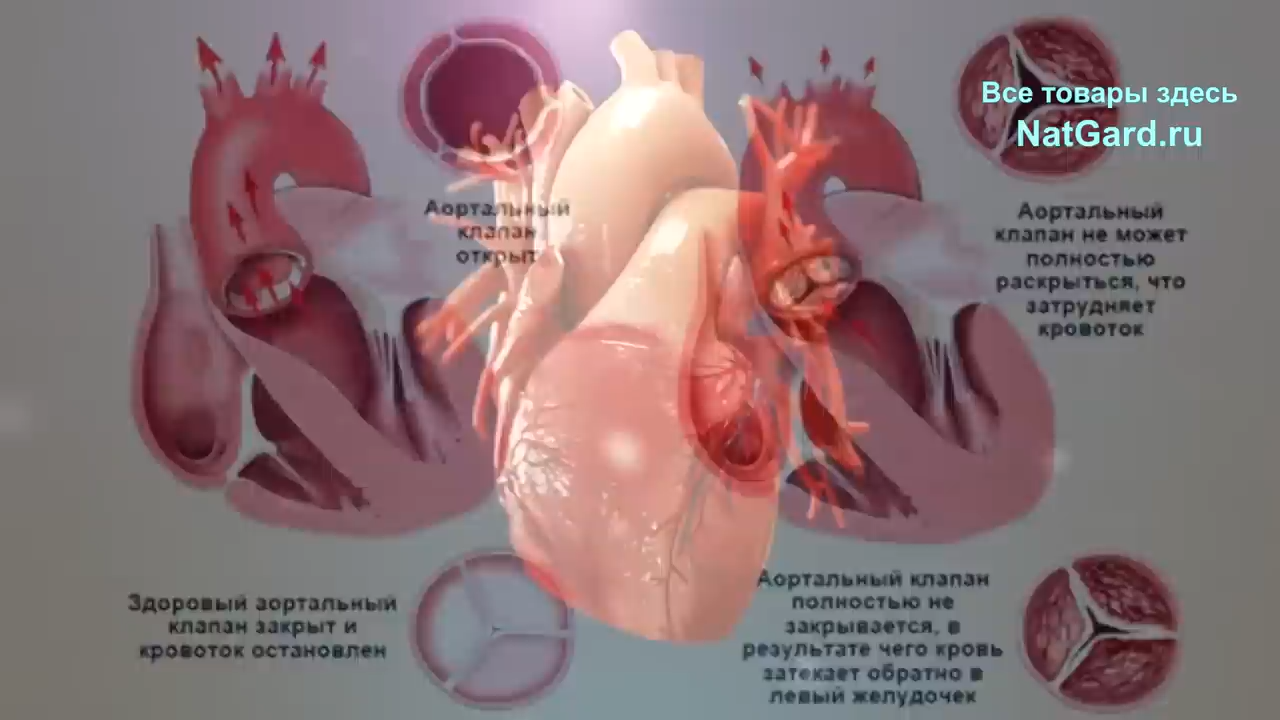 Все товары здесь
NatGard.ru
Аортальный
клапан
открыт
Аортальный
клапан не может
полностью
раскрыться, что
затрудняет
кровоток
Здоровый аортальный
клапан закрыт и
кровоток остановлен
Аортальный клапан
полностью не
закрывается, в
результате чего кровь
затекает обратно в
левый желудочек